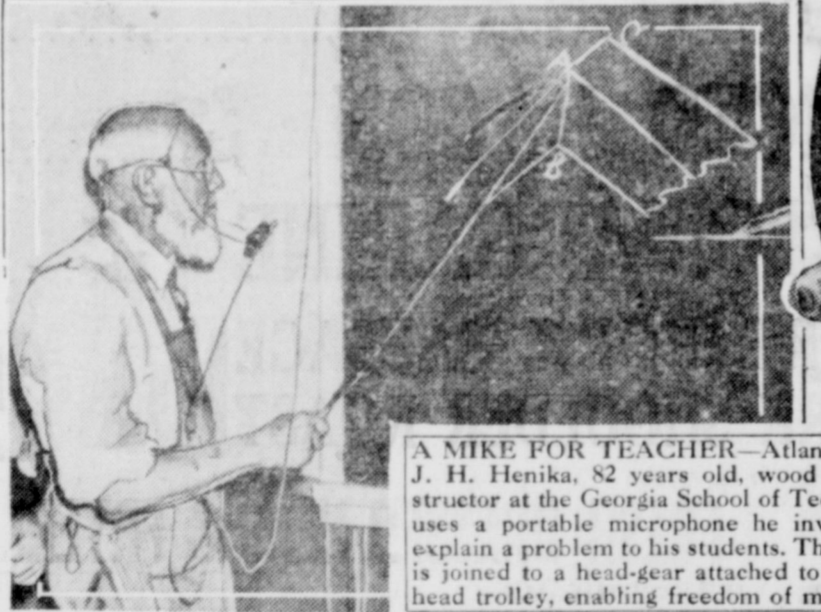 C
A
B
A MIKE FOR TEACHER—Atlan
J. H. Henika, 82 years old, wood
structor at the Georgia School of Te
uses a portable microphone he inv
explain a problem to his students. Th
is joined to a head-gear attached to
head trolley, enabling freedom of m